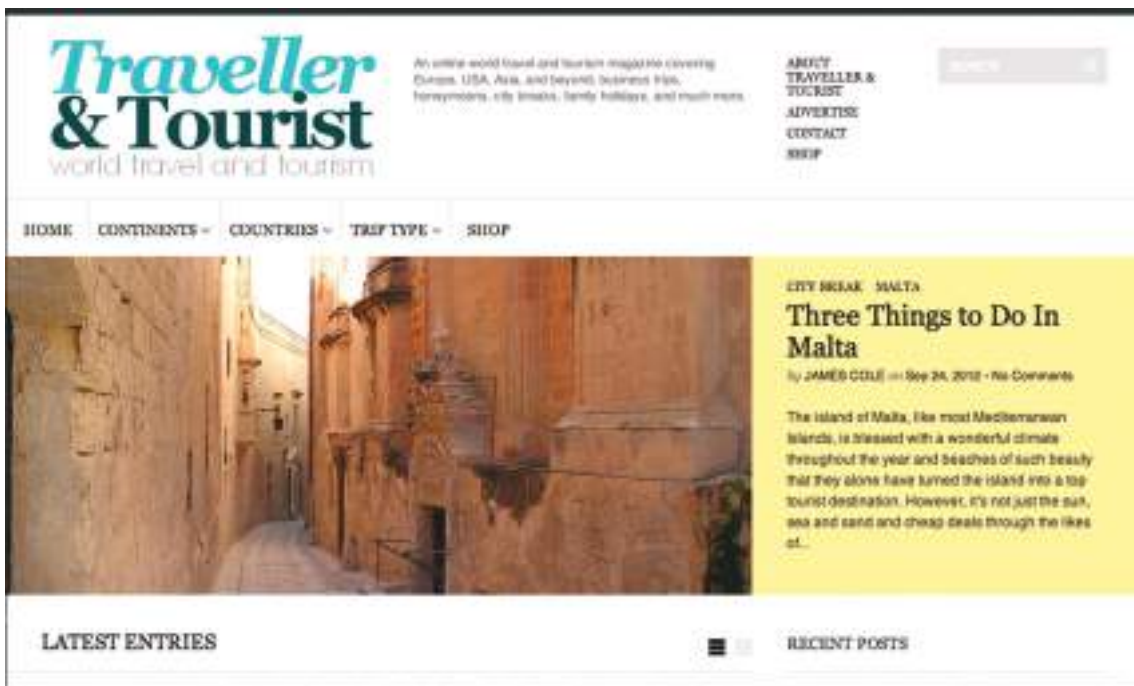 Traveller
& Tourist
world travel and tourism
An online world travel and tourism magazine covering
Europe, USA, Asia, and beyond, business trips,
honeymoons, city breaks, family holidays, and much more.
ABOUT
TRAVELLER &
TOURIST
ADVERTISE
CONTACT
SHOP
HOME CONTINENTS COUNTRIES TRIP TYPE SHOP
CITY BREAK MALTA
Three Things to Do In
Malta
by JAMES COLE on Sep 24, 2012 • No Comments
The island of Malta, like most Mediterranean
islands, is blessed with a wonderful climate
throughout the year and beaches of such beauty
that they alone have turned the island into a top
tourist destination. However, it's not just the sun,
sea and sand and cheap deals through the likes
of...
LATEST ENTRIES
RECENT POSTS